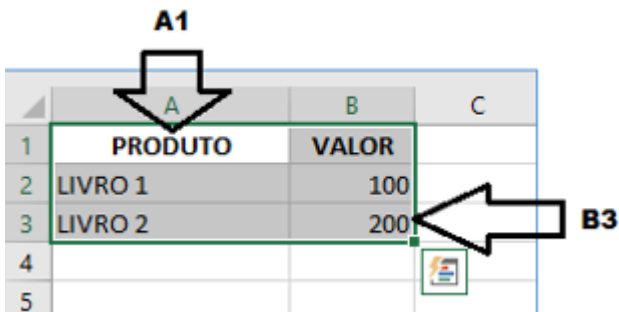 A1
A B C
1 PRODUTO VALOR
2 LIVRO 1 100
3 LIVRO 2 200
B3
4
5